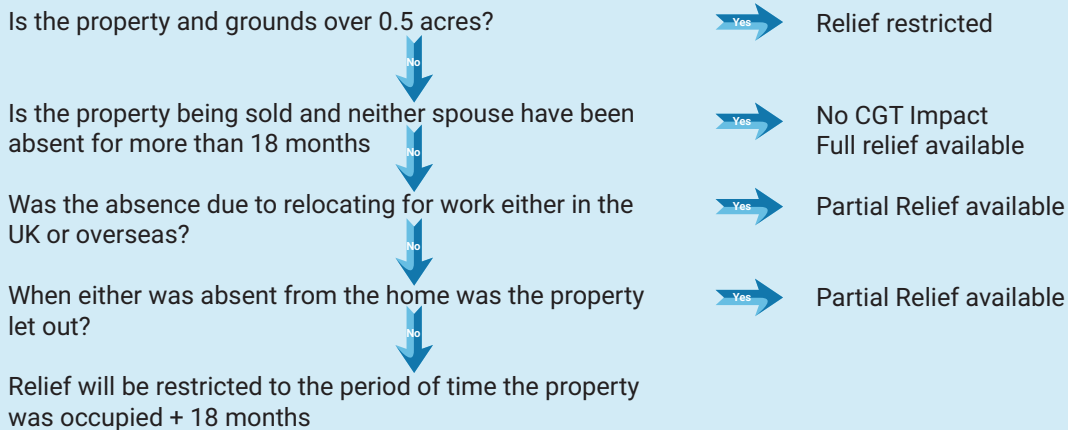 Is the property and grounds over 0.5 acres?
Yes
Relief restricted
No
Is the property being sold and neither spouse have been
absent for more than 18 months
Yes
No CGT Impact
Full relief available
No
Was the absence due to relocating for work either in the
UK or overseas?
Yes
Partial Relief available
No
When either was absent from the home was the property
let out?
Yes
Partial Relief available
No
Relief will be restricted to the period of time the property
was occupied + 18 months